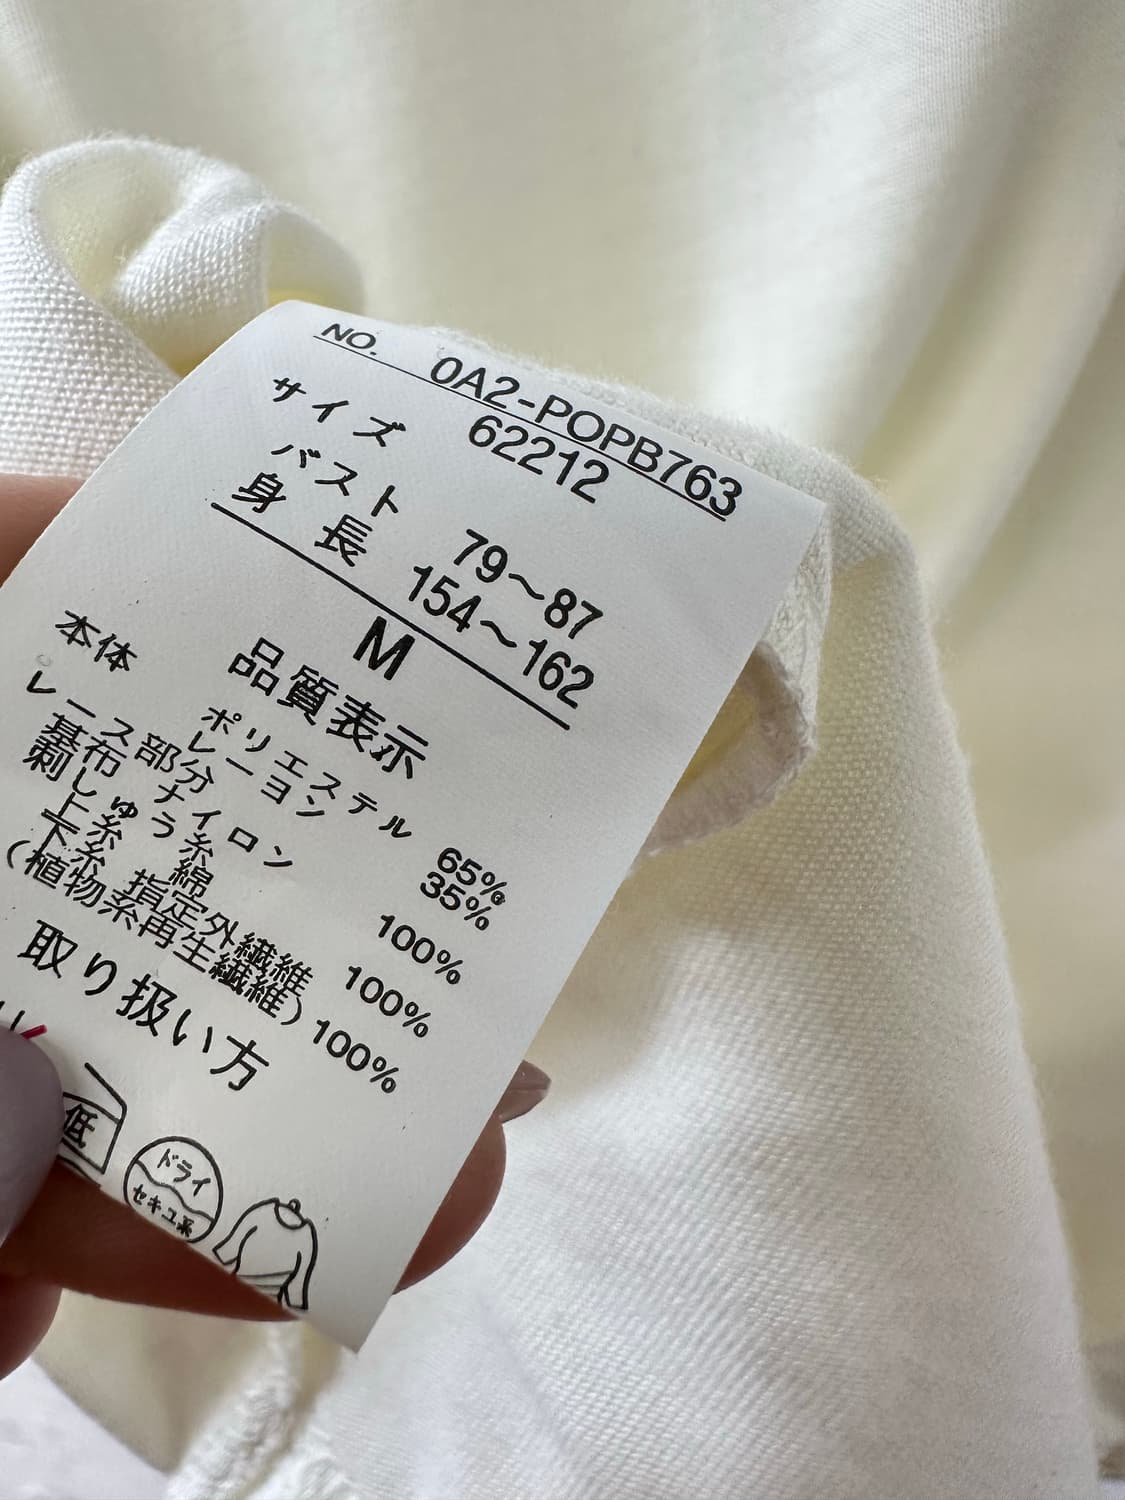 NO. 0A2-POPB763
62212
サイズ
バスト 79〜87
身長 154〜162
M
品質表示
本体 ポリエステル 65%
レーヨン 35%
レース部分
基布 ナイロン 100%
刺しゅう糸
上糸 綿 100%
下糸 指定外繊維
(植物系再生繊維) 100%
取り扱い方
低
ドライ
セキユ系